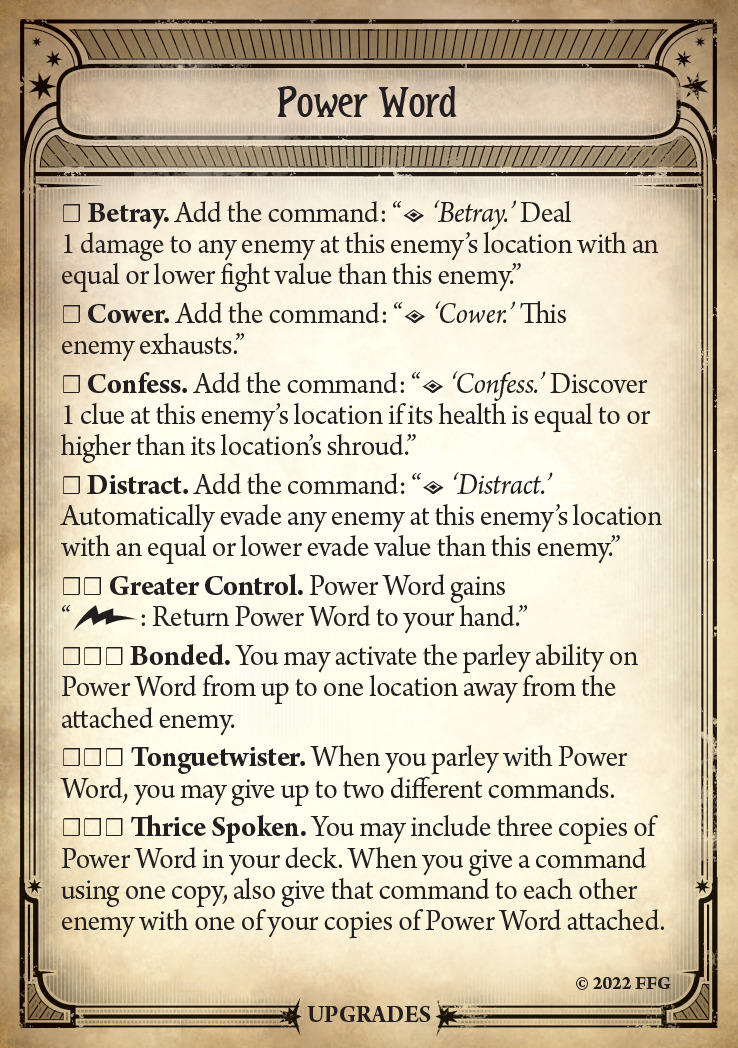 Power Word
☐ Betray. Add the command: “ ‘Betray.’ Deal
1 damage to any enemy at this enemy’s location with an
equal or lower fight value than this enemy.”
☐ Cower. Add the command: “ ‘Cower.’ This
enemy exhausts.”
☐ Confess. Add the command: “ ‘Confess.’ Discover
1 clue at this enemy’s location if its health is equal to or
higher than its location’s shroud.”
☐ Distract. Add the command: “ ‘Distract.’
Automatically evade any enemy at this enemy’s location
with an equal or lower evade value than this enemy.”
☐☐ Greater Control. Power Word gains
“ : Return Power Word to your hand.”
☐☐☐ Bonded. You may activate the parley ability on
Power Word from up to one location away from the
attached enemy.
☐☐☐ Tonguetwister. When you parley with Power
Word, you may give up to two different commands.
☐☐☐ Thrice Spoken. You may include three copies of
Power Word in your deck. When you give a command
using one copy, also give that command to each other
enemy with one of your copies of Power Word attached.
© 2022 FFG
UPGRADES